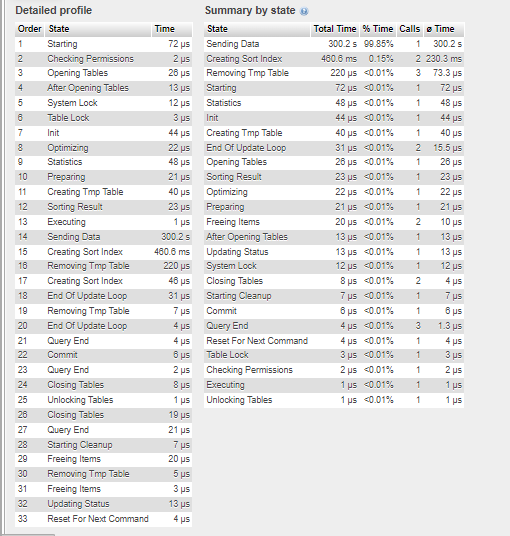 Detailed profile
Order State Time
1 Starting 72 µs
2 Checking Permissions 2 µs
3 Opening Tables 26 µs
4 After Opening Tables 13 µs
5 System Lock 12 µs
6 Table Lock 3 µs
7 Init 44 µs
8 Optimizing 22 µs
9 Statistics 48 µs
10 Preparing 21 µs
11 Creating Tmp Table 40 µs
12 Sorting Result 23 µs
13 Executing 1 µs
14 Sending Data 300.2 s
15 Creating Sort Index 460.6 ms
16 Removing Tmp Table 220 µs
17 Creating Sort Index 46 µs
18 End Of Update Loop 31 µs
19 Removing Tmp Table 7 µs
20 End Of Update Loop 4 µs
21 Query End 4 µs
22 Commit 6 µs
23 Query End 2 µs
24 Closing Tables 8 µs
25 Unlocking Tables 1 µs
26 Closing Tables 19 µs
27 Query End 21 µs
28 Starting Cleanup 7 µs
29 Freeing Items 20 µs
30 Removing Tmp Table 5 µs
31 Freeing Items 3 µs
32 Updating Status 13 µs
33 Reset For Next Command 4 µs
Summary by state
State Total Time % Time Calls ø Time
Sending Data 300.2 s 99.85% 1 300.2 s
Creating Sort Index 460.6 ms 0.15% 2 230.3 ms
Removing Tmp Table 220 µs <0.01% 3 73.3 µs
Starting 72 µs <0.01% 1 72 µs
Statistics 48 µs <0.01% 1 48 µs
Init 44 µs <0.01% 1 44 µs
Creating Tmp Table 40 µs <0.01% 1 40 µs
End Of Update Loop 31 µs <0.01% 2 15.5 µs
Opening Tables 26 µs <0.01% 1 26 µs
Sorting Result 23 µs <0.01% 1 23 µs
Optimizing 22 µs <0.01% 1 22 µs
Preparing 21 µs <0.01% 1 21 µs
Freeing Items 20 µs <0.01% 2 10 µs
After Opening Tables 13 µs <0.01% 1 13 µs
Updating Status 13 µs <0.01% 1 13 µs
System Lock 12 µs <0.01% 1 12 µs
Closing Tables 8 µs <0.01% 2 4 µs
Starting Cleanup 7 µs <0.01% 1 7 µs
Commit 6 µs <0.01% 1 6 µs
Query End 4 µs <0.01% 3 1.3 µs
Reset For Next Command 4 µs <0.01% 1 4 µs
Table Lock 3 µs <0.01% 1 3 µs
Checking Permissions 2 µs <0.01% 1 2 µs
Executing 1 µs <0.01% 1 1 µs
Unlocking Tables 1 µs <0.01% 1 1 µs